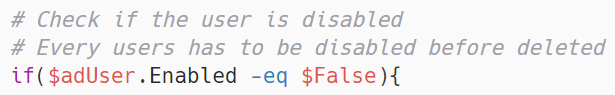 # Check if the user is disabled
# Every users has to be disabled before deleted
if($adUser.Enabled -eq $False){